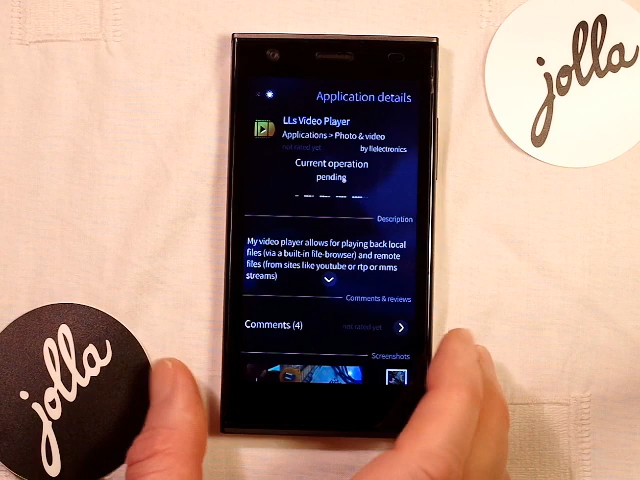 jolla
Application details
LLs Video Player
Applications > Photo & video
not rated yet
by llelectronics
Current operation
pending
Description
My video player allows for playing back local
files (via a built-in file-browser) and remote
files (from sites like youtube or rtp or mms
streams)
Comments & reviews
Comments (4)
not rated yet
Screenshots
jolla